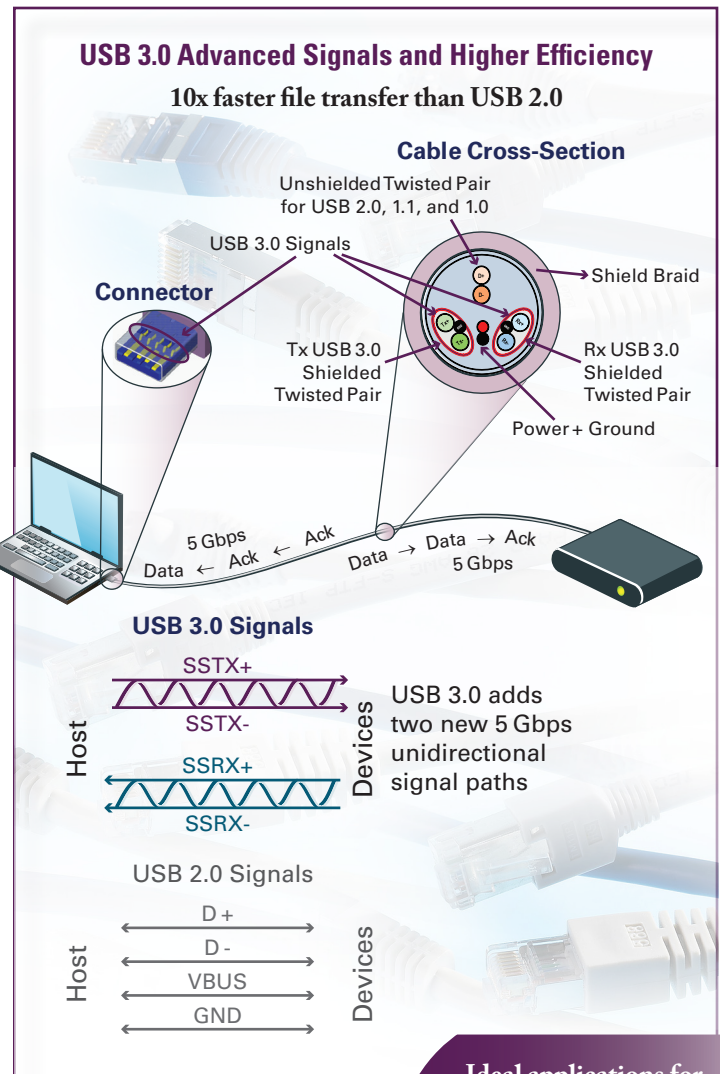 USB 3.0 Advanced Signals and Higher Efficiency
10x faster file transfer than USB 2.0
Cable Cross-Section
Unshielded Twisted Pair
for USB 2.0, 1.1, and 1.0
USB 3.0 Signals
Shield Braid
Connector
D+
D-
Tx+
Tx-
Tx USB 3.0
Shielded
Twisted Pair
Rx USB 3.0
Shielded
Twisted Pair
Power + Ground
5 Gbps
Data ← Ack ← Ack
Data → Data → Ack
5 Gbps
USB 3.0 Signals
Host
SSTX+
SSTX-
SSRX+
SSRX-
Devices
USB 3.0 adds
two new 5 Gbps
unidirectional
signal paths
USB 2.0 Signals
Host
D +
D -
VBUS
GND
Devices